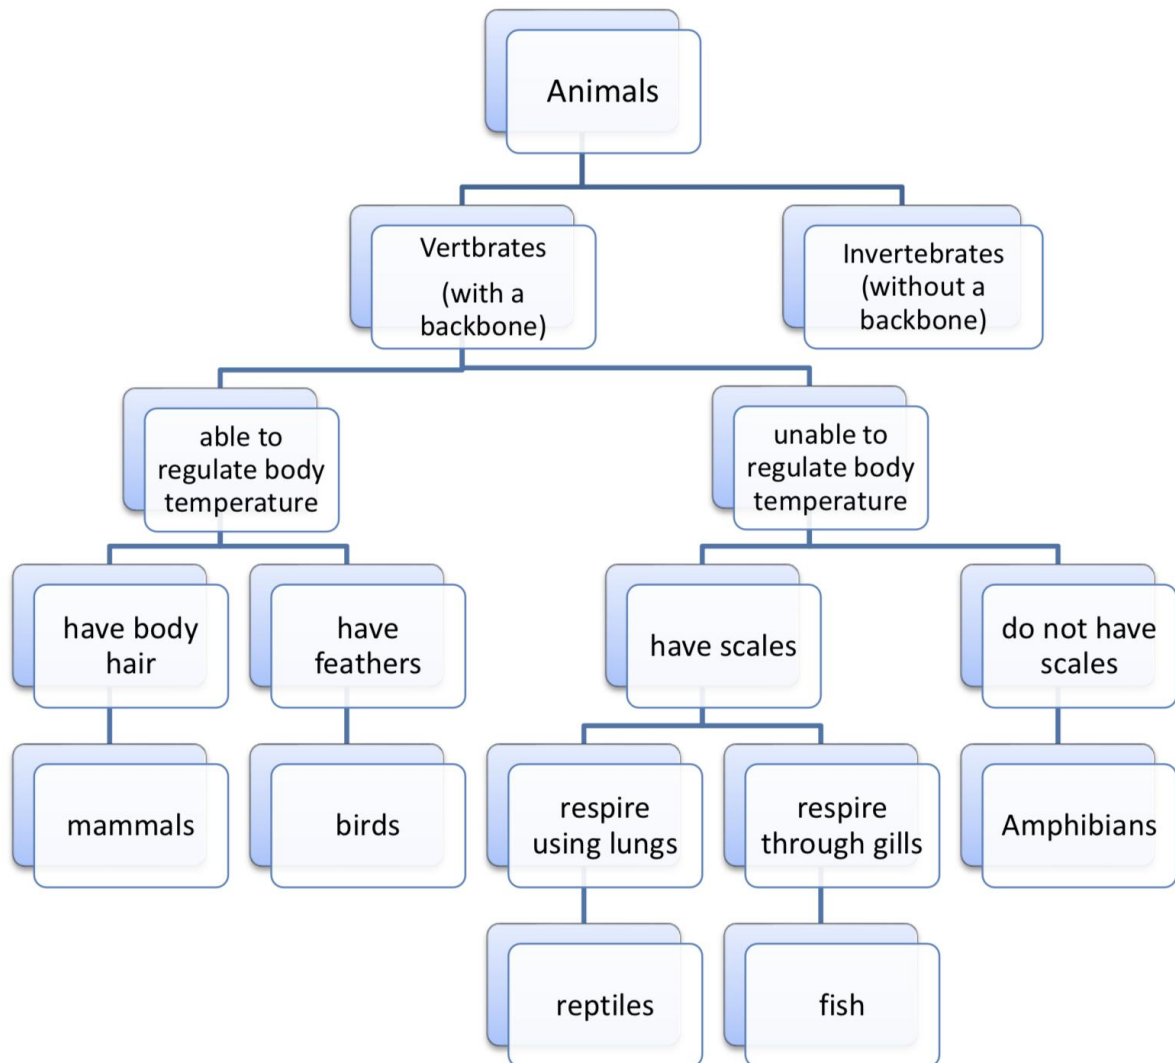 Animals
Vertbrates
(with a
backbone)
Invertebrates
(without a
backbone)
able to
regulate body
temperature
unable to
regulate body
temperature
have body
hair
have
feathers
have scales
do not have
scales
mammals
birds
respire
using lungs
respire
through gills
Amphibians
reptiles
fish